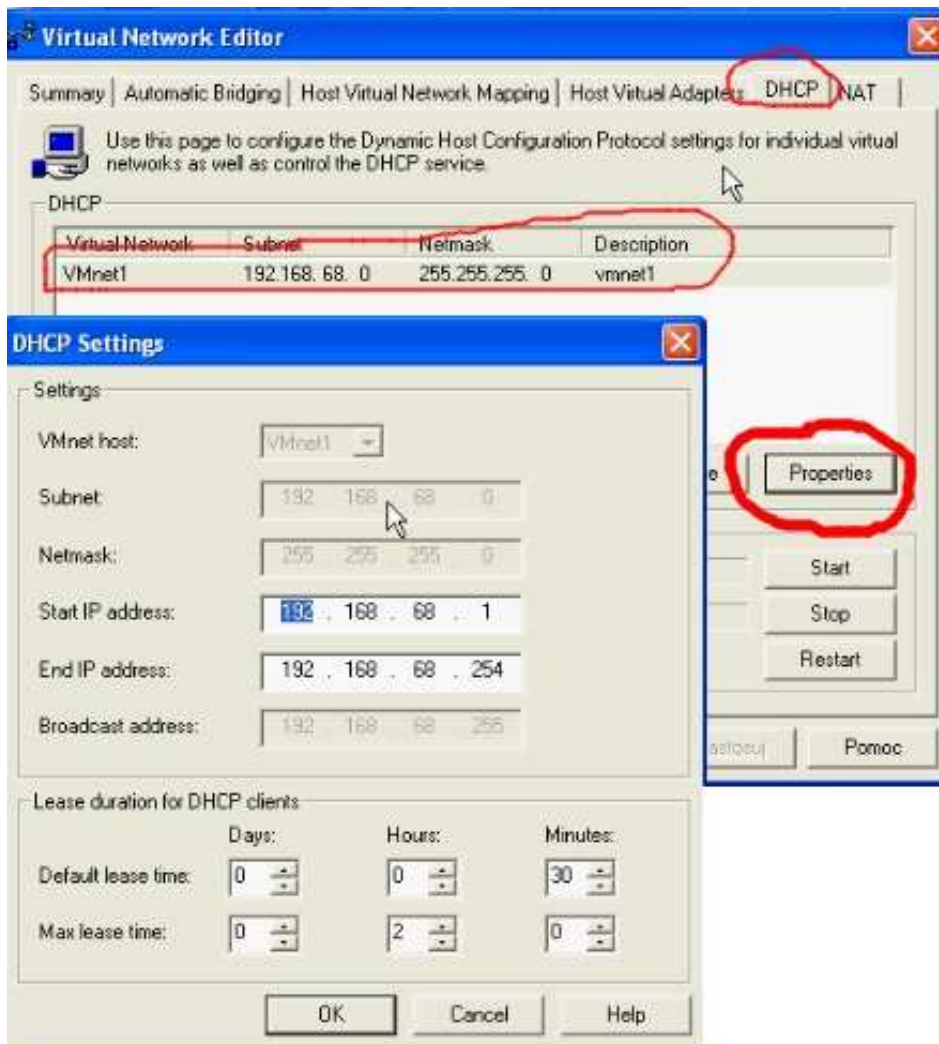 Virtual Network Editor
Summary Automatic Bridging Host Virtual Network Mapping Host Virtual Adapters DHCP NAT
Use this page to configure the Dynamic Host Configuration Protocol settings for individual virtual
networks as well as control the DHCP service.
DHCP
Virtual Network Subnet Netmask Description
VMnet1 192.168. 68. 0 255.255.255. 0 vmnet1
DHCP Settings
Settings
VMnet host: VMnet1
Subnet: 192 . 168 . 68 . 0
Netmask: 255 . 255 . 255 . 0
Start IP address: 192 . 168 . 68 . 1
End IP address: 192 . 168 . 68 . 254
Broadcast address: 192 . 168 . 68 . 255
Lease duration for DHCP clients
Days: Hours: Minutes:
Default lease time: 0 0 30
Max lease time: 0 2 0
OK Cancel Help
Properties
Start
Stop
Restart
Pomoc